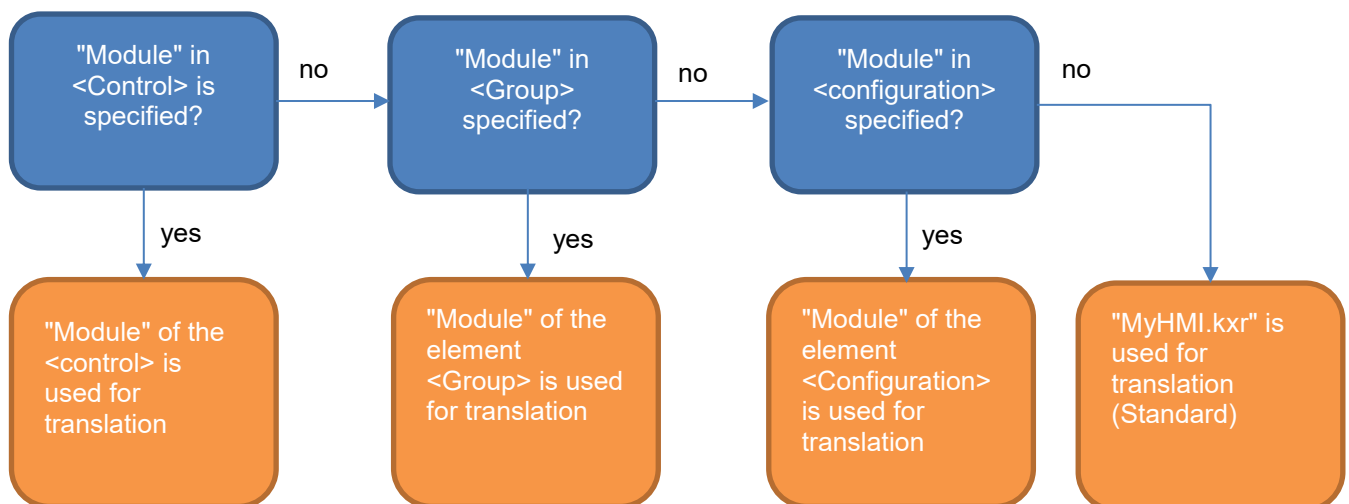 "Module" in
<Control> is
specified?
no
"Module" in
<Group>
specified?
no
"Module" in
<configuration>
specified?
no
yes
yes
yes
"Module" of the
<control> is
used for
translation
"Module" of the
element
<Group> is used
for translation
"Module" of the
element
<Configuration>
is used for
translation
"MyHMI.kxr" is
used for
translation
(Standard)